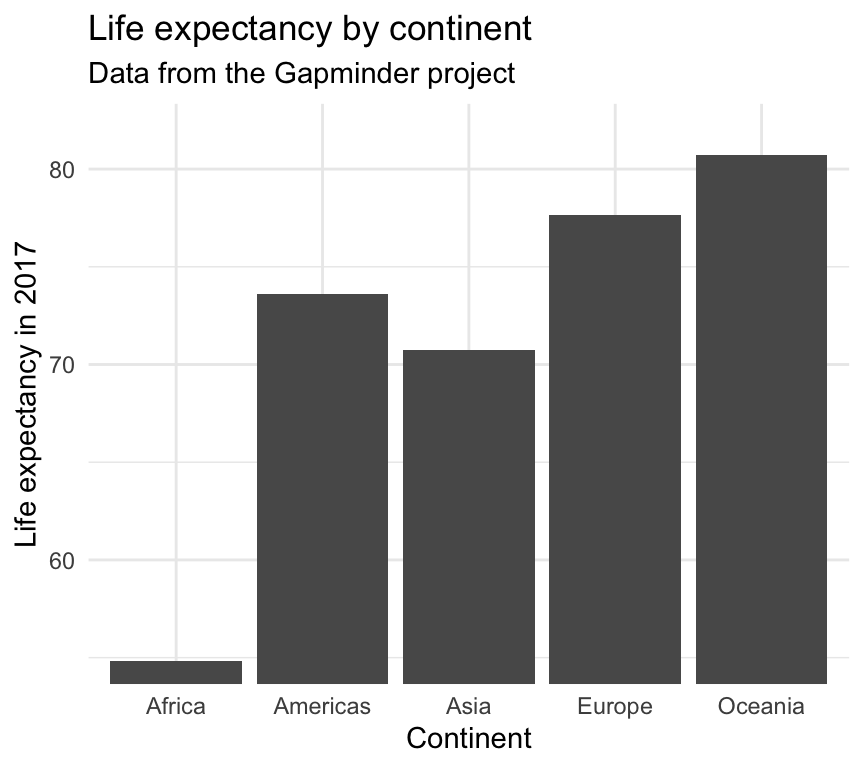 Life expectancy by continent
Data from the Gapminder project
Life expectancy in 2017
80
70
60
Africa Americas Asia Europe Oceania
Continent